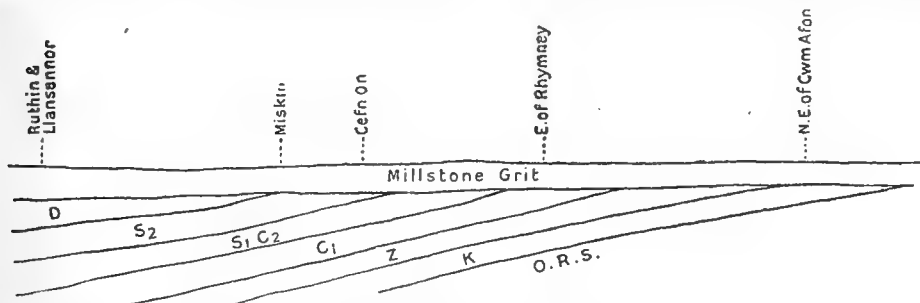 Ruthin &
Llansannor
Miskin
Cefn On
E. of Rhymney
N.E. of Cwm Afon
Millstone Grit
D
S2
S1 C2
C1
Z
K
O.R.S.